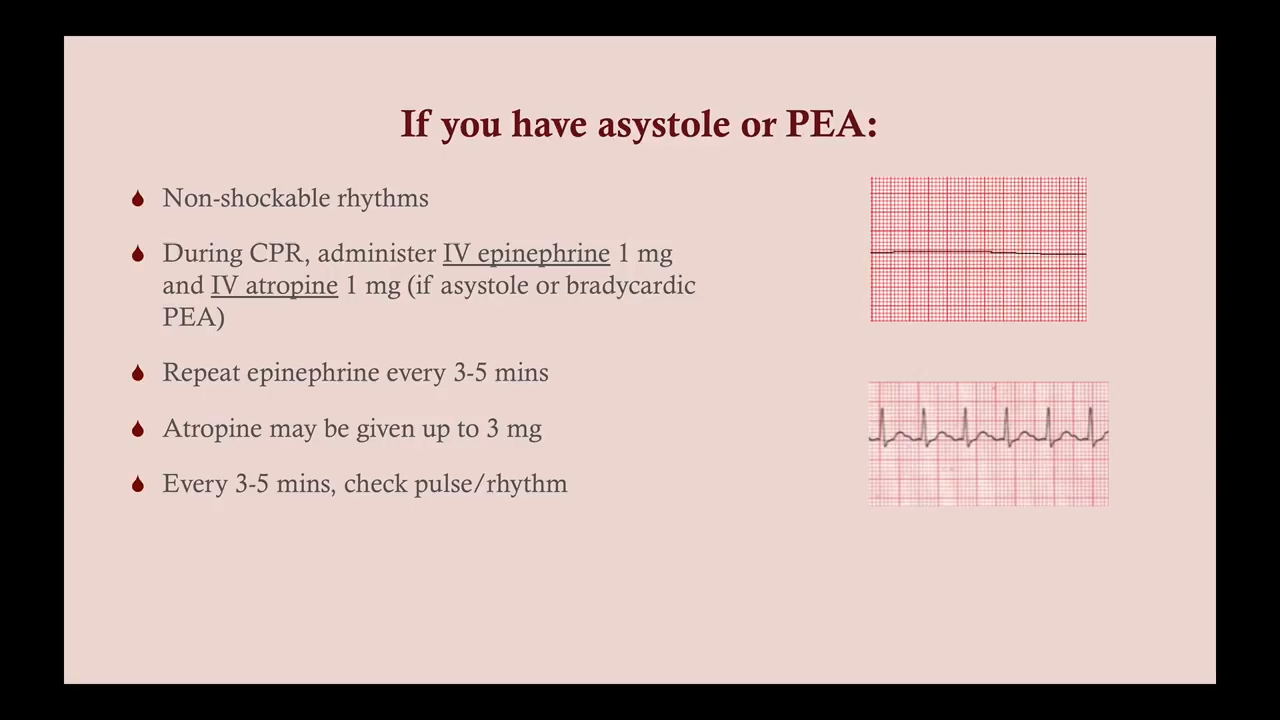 If you have asystole or PEA:
Non-shockable rhythms
During CPR, administer IV epinephrine 1 mg
and IV atropine 1 mg (if asystole or bradycardic
PEA)
Repeat epinephrine every 3-5 mins
Atropine may be given up to 3 mg
Every 3-5 mins, check pulse/rhythm